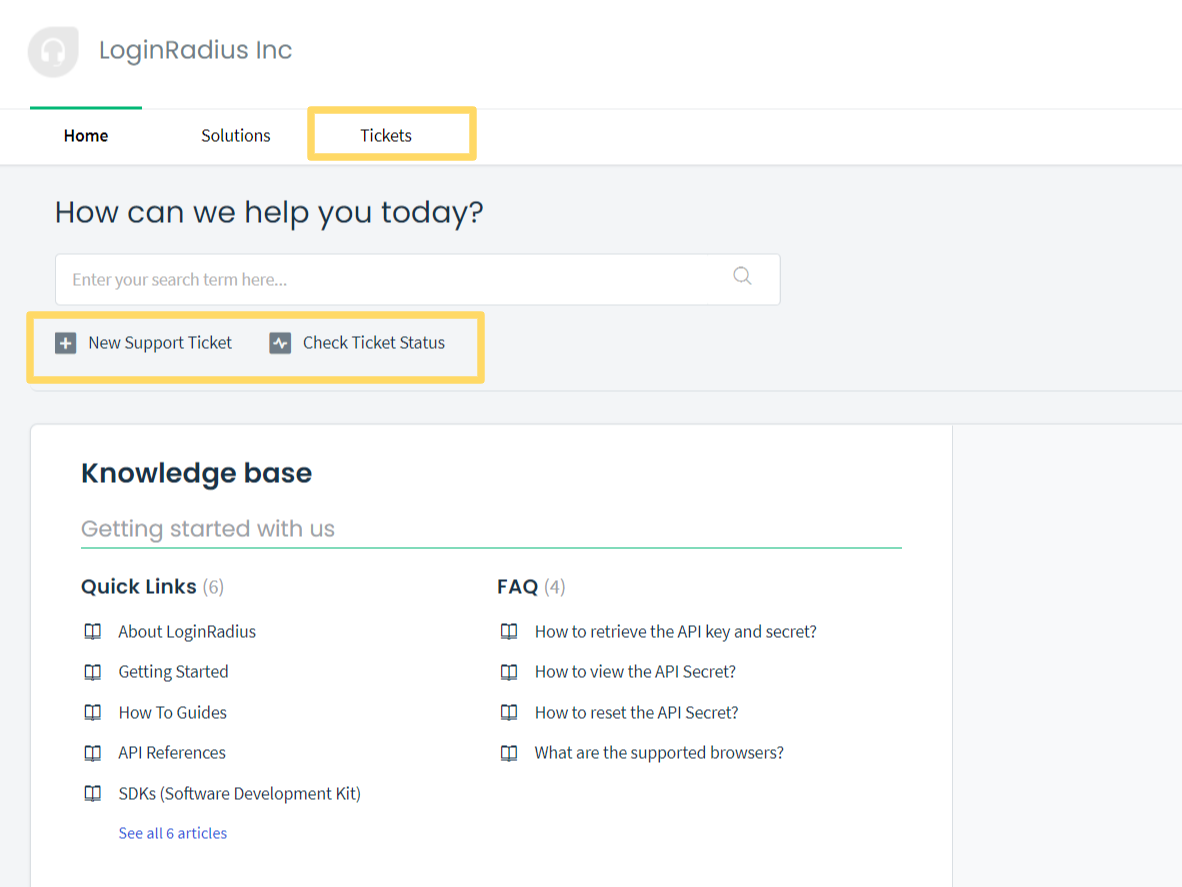 LoginRadius Inc
Home Solutions Tickets
How can we help you today?
Enter your search term here...
New Support Ticket Check Ticket Status
Knowledge base
Getting started with us
Quick Links (6)
About LoginRadius
Getting Started
How To Guides
API References
SDKs (Software Development Kit)
See all 6 articles
FAQ (4)
How to retrieve the API key and secret?
How to view the API Secret?
How to reset the API Secret?
What are the supported browsers?